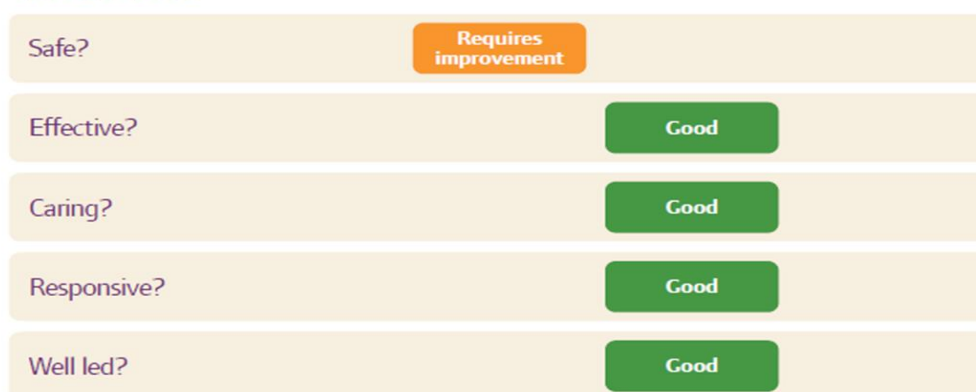 Safe?
Requires
improvement
Effective?
Good
Caring?
Good
Responsive?
Good
Well led?
Good